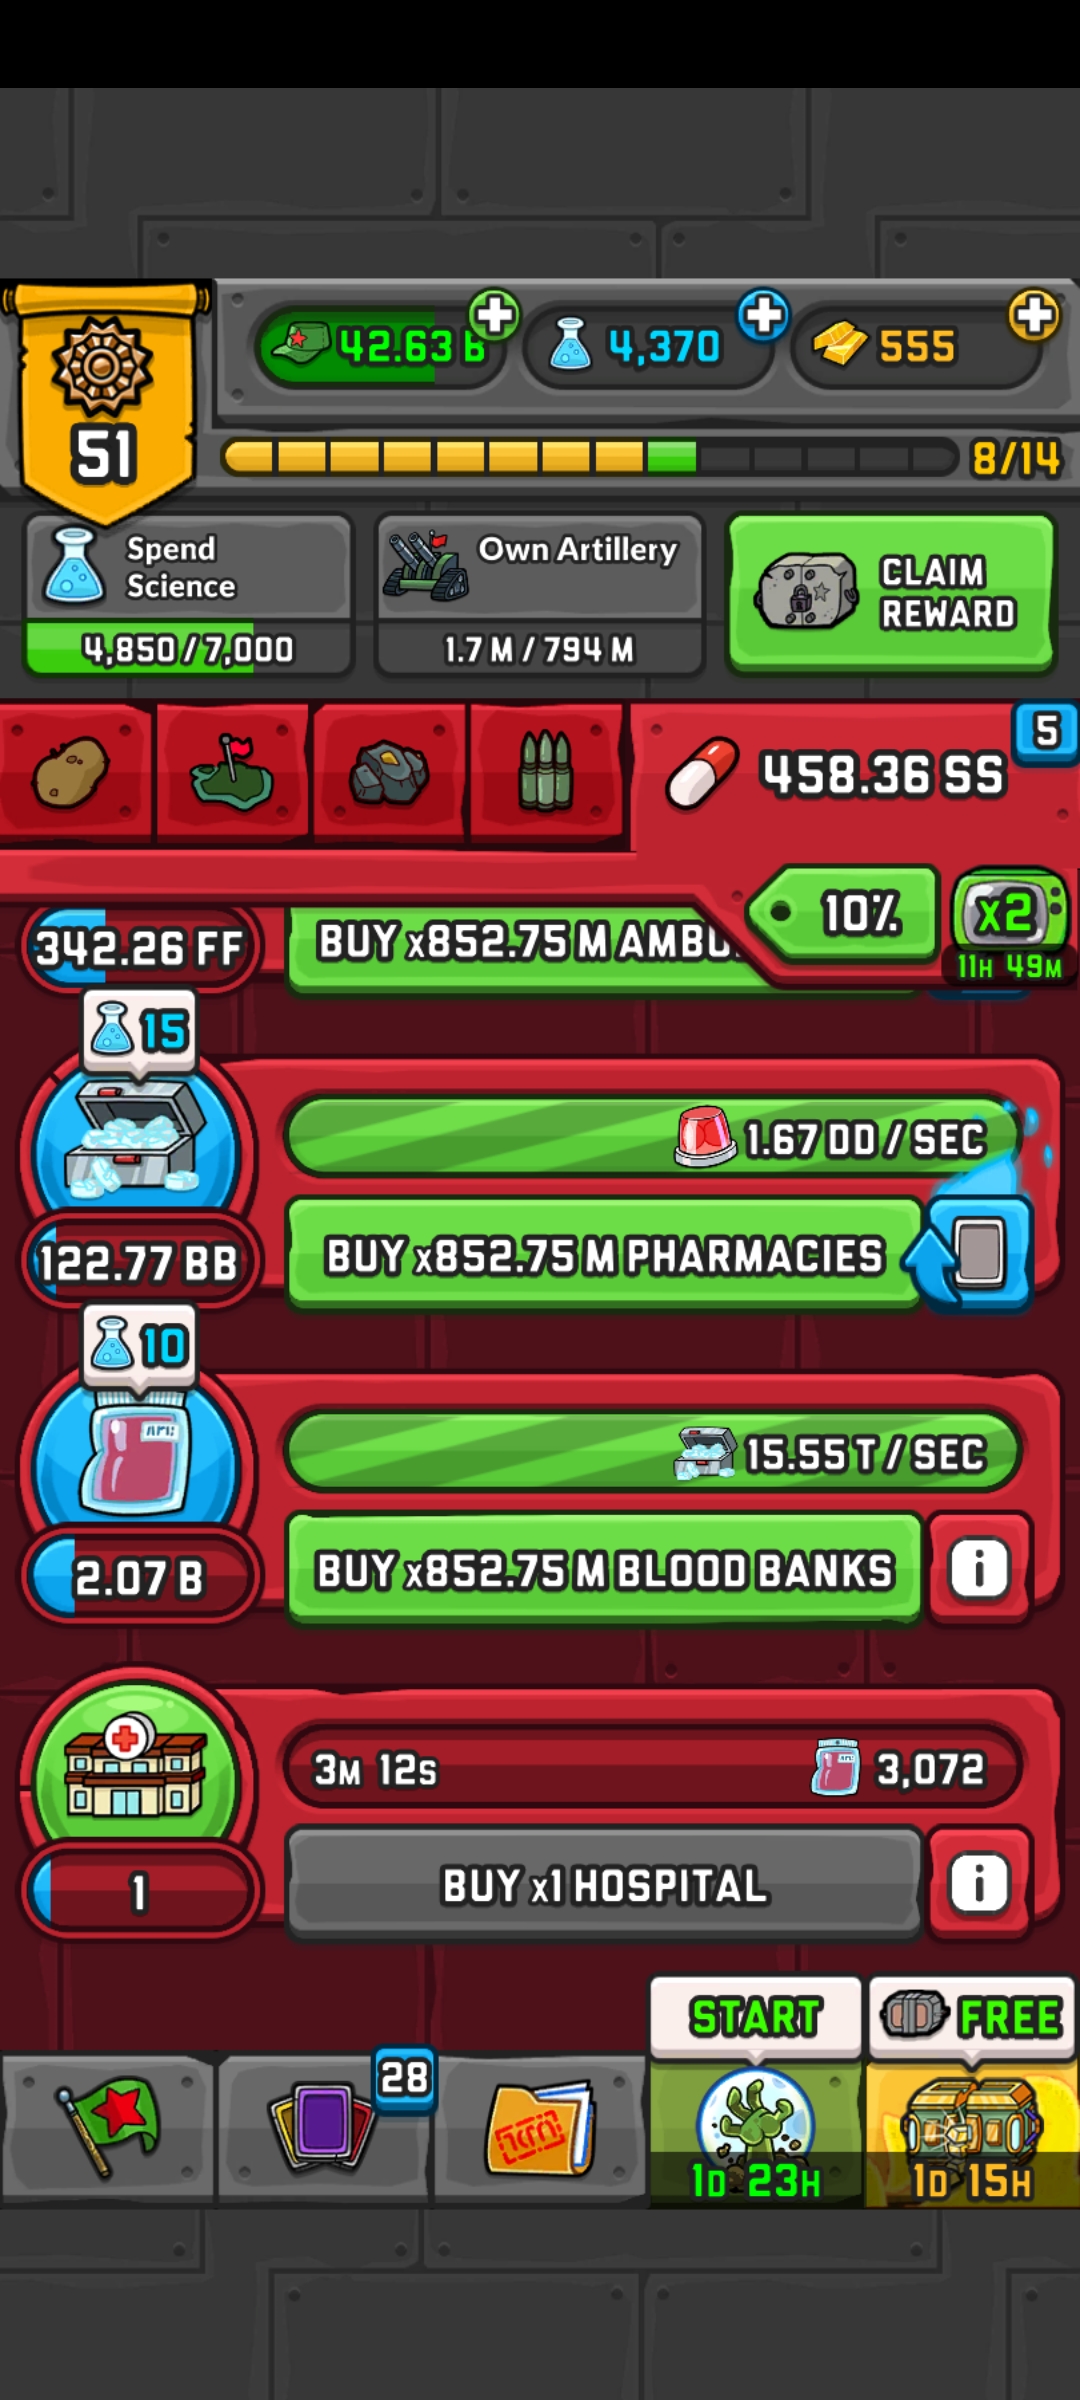 42.63 B
4,370
555
51
8/14
Spend
Science
4,850/7,000
Own Artillery
1.7 M / 794 M
CLAIM
REWARD
5
458.36 SS
10%
x2
11H 49M
342.26 FF
BUY x852.75 M AMBU
15
1.67 DD / SEC
122.77 BB
BUY x852.75 M PHARMACIES
10
15.55 T / SEC
2.07 B
BUY x852.75 M BLOOD BANKS
i
3M 12S
3,072
1
BUY x1 HOSPITAL
i
START
FREE
28
1D 23H
1D 15H